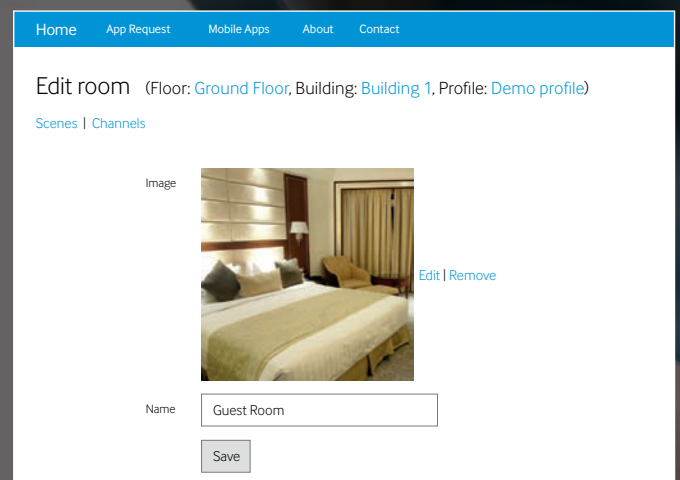 Home App Request Mobile Apps About Contact
Edit room (Floor: Ground Floor, Building: Building 1, Profile: Demo profile)
Scenes | Channels
Image
Edit | Remove
Name Guest Room
Save